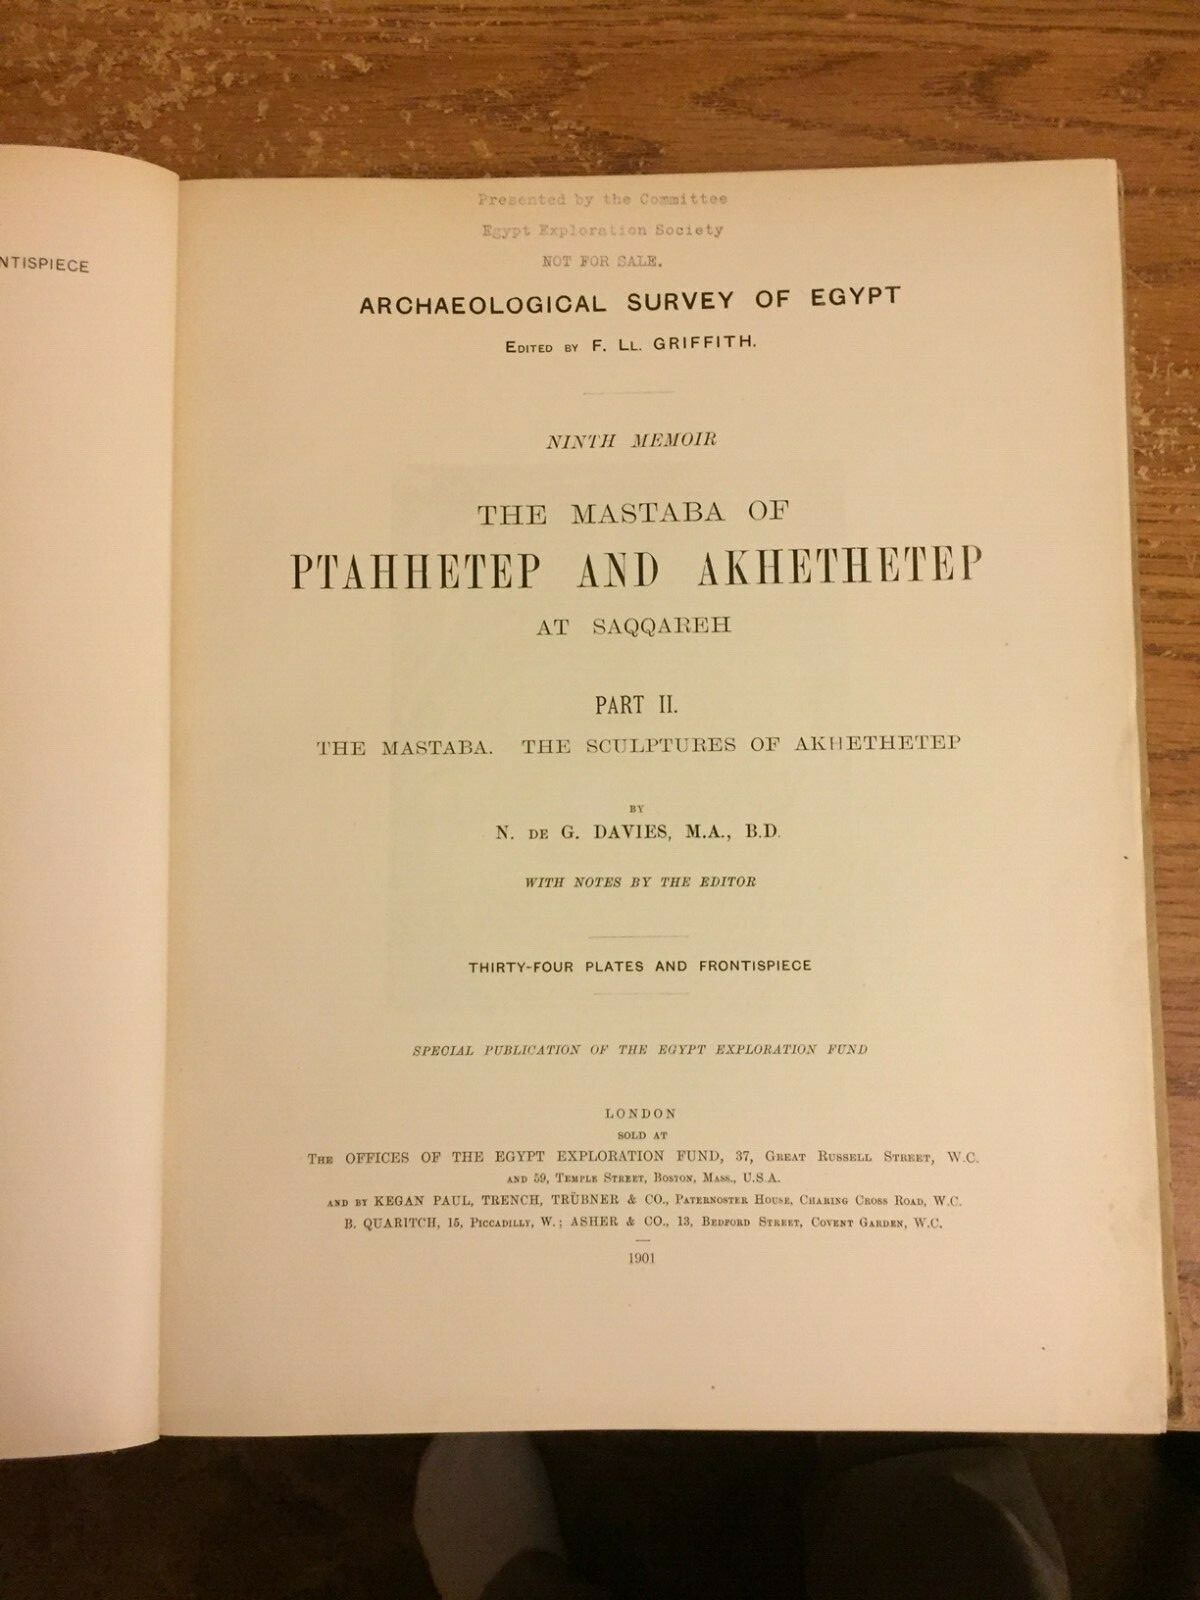 NTISPIECE
Presented by the Committee
Egypt Exploration Society
NOT FOR SALE.
ARCHAEOLOGICAL SURVEY OF EGYPT
EDITED BY F. LL. GRIFFITH.
NINTH MEMOIR
THE MASTABA OF
PTAHHETEP AND AKHETHETEP
AT SAQQAREH
PART II.
THE MASTABA. THE SCULPTURES OF AKHETHETEP
BY
N. DE G. DAVIES, M.A., B.D.
WITH NOTES BY THE EDITOR
THIRTY-FOUR PLATES AND FRONTISPIECE
SPECIAL PUBLICATION OF THE EGYPT EXPLORATION FUND
LONDON
SOLD AT
THE OFFICES OF THE EGYPT EXPLORATION FUND, 37, GREAT RUSSELL STREET, W.C.
AND 59, TEMPLE STREET, BOSTON, MASS., U.S.A.
AND BY KEGAN PAUL, TRENCH, TRÜBNER & CO., PATERNOSTER HOUSE, CHARING CROSS ROAD, W.C.
B. QUARITCH, 15, PICCADILLY, W.; ASHER & CO., 13, BEDFORD STREET, COVENT GARDEN, W.C.
1901